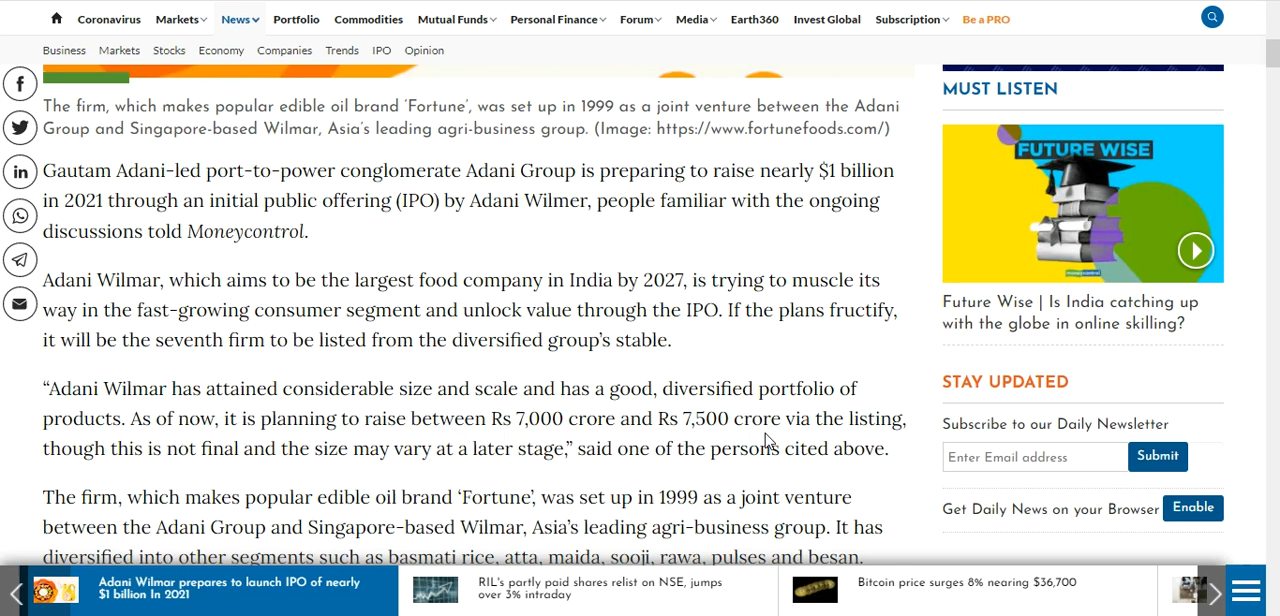 Coronavirus Markets News Portfolio Commodities Mutual Funds Personal Finance Forum Media Earth360 Invest Global Subscription Be a PRO
Business Markets Stocks Economy Companies Trends IPO Opinion
The firm, which makes popular edible oil brand ‘Fortune’, was set up in 1999 as a joint venture between the Adani
Group and Singapore-based Wilmar, Asia’s leading agri-business group. (Image: https://www.fortunefoods.com/)
Gautam Adani-led port-to-power conglomerate Adani Group is preparing to raise nearly $1 billion
in 2021 through an initial public offering (IPO) by Adani Wilmer, people familiar with the ongoing
discussions told Moneycontrol.
Adani Wilmar, which aims to be the largest food company in India by 2027, is trying to muscle its
way in the fast-growing consumer segment and unlock value through the IPO. If the plans fructify,
it will be the seventh firm to be listed from the diversified group’s stable.
“Adani Wilmar has attained considerable size and scale and has a good, diversified portfolio of
products. As of now, it is planning to raise between Rs 7,000 crore and Rs 7,500 crore via the listing,
though this is not final and the size may vary at a later stage,” said one of the persons cited above.
The firm, which makes popular edible oil brand ‘Fortune’, was set up in 1999 as a joint venture
between the Adani Group and Singapore-based Wilmar, Asia’s leading agri-business group. It has
diversified into other segments such as basmati rice, atta, maida, sooji, rawa, pulses and besan.
MUST LISTEN
FUTURE WISE
Future Wise | Is India catching up
with the globe in online skilling?
STAY UPDATED
Subscribe to our Daily Newsletter
Enter Email address Submit
Get Daily News on your Browser Enable
Adani Wilmar prepares to launch IPO of nearly
$1 billion In 2021
RIL's partly paid shares relist on NSE, jumps
over 3% intraday
Bitcoin price surges 8% nearing $36,700